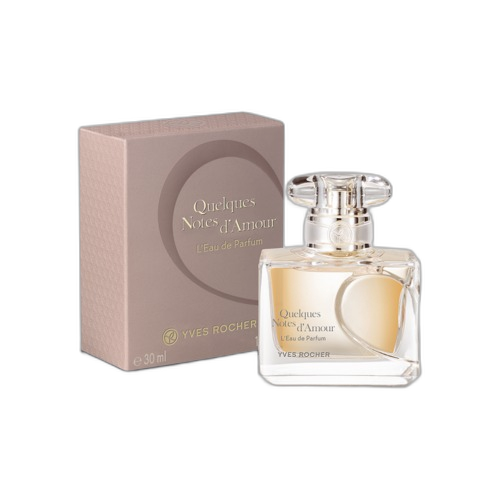 Quelques
Notes d'Amour
L'Eau de Parfum
YVES ROCHER
℮ 30 ml
Quelques
Notes d'Amour
L'Eau de Parfum
YVES ROCHER